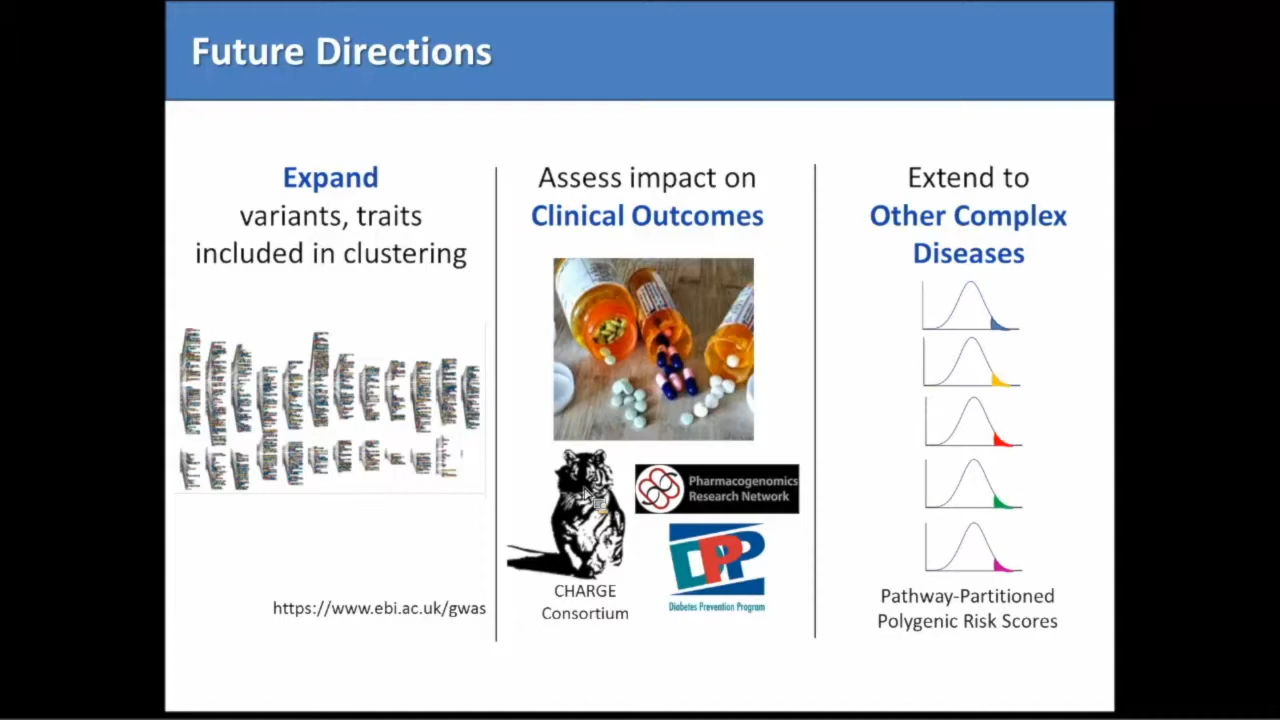 Future Directions
Expand
variants, traits
included in clustering
https://www.ebi.ac.uk/gwas
Assess impact on
Clinical Outcomes
Pharmacogenomics
Research Network
CHARGE
Consortium
DPP
Diabetes Prevention Program
Extend to
Other Complex
Diseases
Pathway-Partitioned
Polygenic Risk Scores